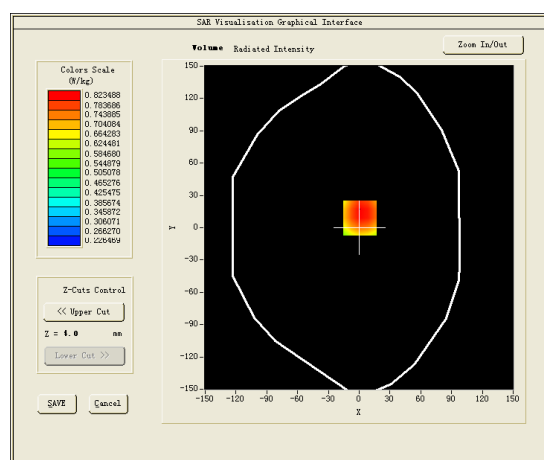 SAR Visualisation Graphical Interface
Volume Radiated Intensity
Zoom In/Out
Colors Scale
(W/kg)
0.823488
0.783686
0.743885
0.704084
0.664283
0.624481
0.584680
0.544879
0.505078
0.465276
0.425475
0.385674
0.345872
0.306071
0.266270
0.226469
Z-Cuts Control
<< Upper Cut
Z = 4.0 mm
Lower Cut >>
SAVE Cancel
150
120
90
60
30
0
-30
-60
-90
-120
-150
Y
-150 -120 -90 -60 -30 0 30 60 90 120 150
X